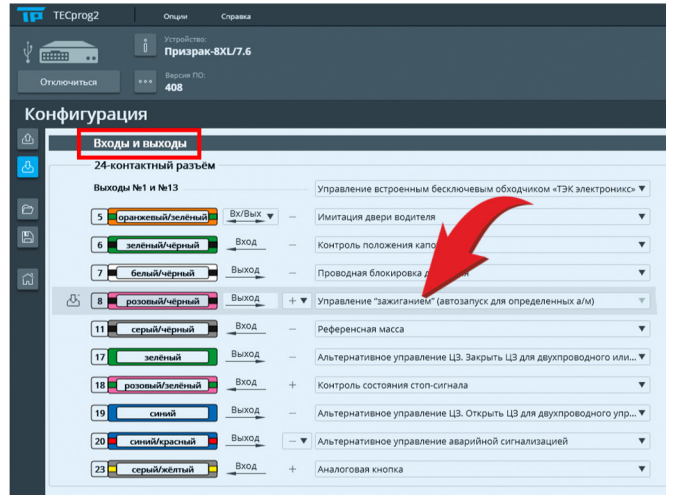 TP TECprog2 Опции Справка
Устройство:
Призрак-8XL/7.6
Отключиться
Версия ПО:
408
Конфигурация
Входы и выходы
24-контактный разъём
Выходы №1 и №13 Управление встроенным бесключевым обходчиком «ТЭК электроникс»
5 оранжевый/зелёный Вх/Вых — Имитация двери водителя
6 зелёный/чёрный Вход — Контроль положения капо
7 белый/чёрный Выход — Проводная блокировка д
8 розовый/чёрный Выход + Управление "зажиганием" (автозапуск для определенных а/м)
11 серый/чёрный Вход — Референсная масса
17 зелёный Выход — Альтернативное управление ЦЗ. Закрыть ЦЗ для двухпроводного или...
18 розовый/зелёный Вход + Контроль состояния стоп-сигнала
19 синий Выход — Альтернативное управление ЦЗ. Открыть ЦЗ для двухпроводного упр...
20 синий/красный Выход — Альтернативное управление аварийной сигнализацией
23 серый/жёлтый Вход + Аналоговая кнопка